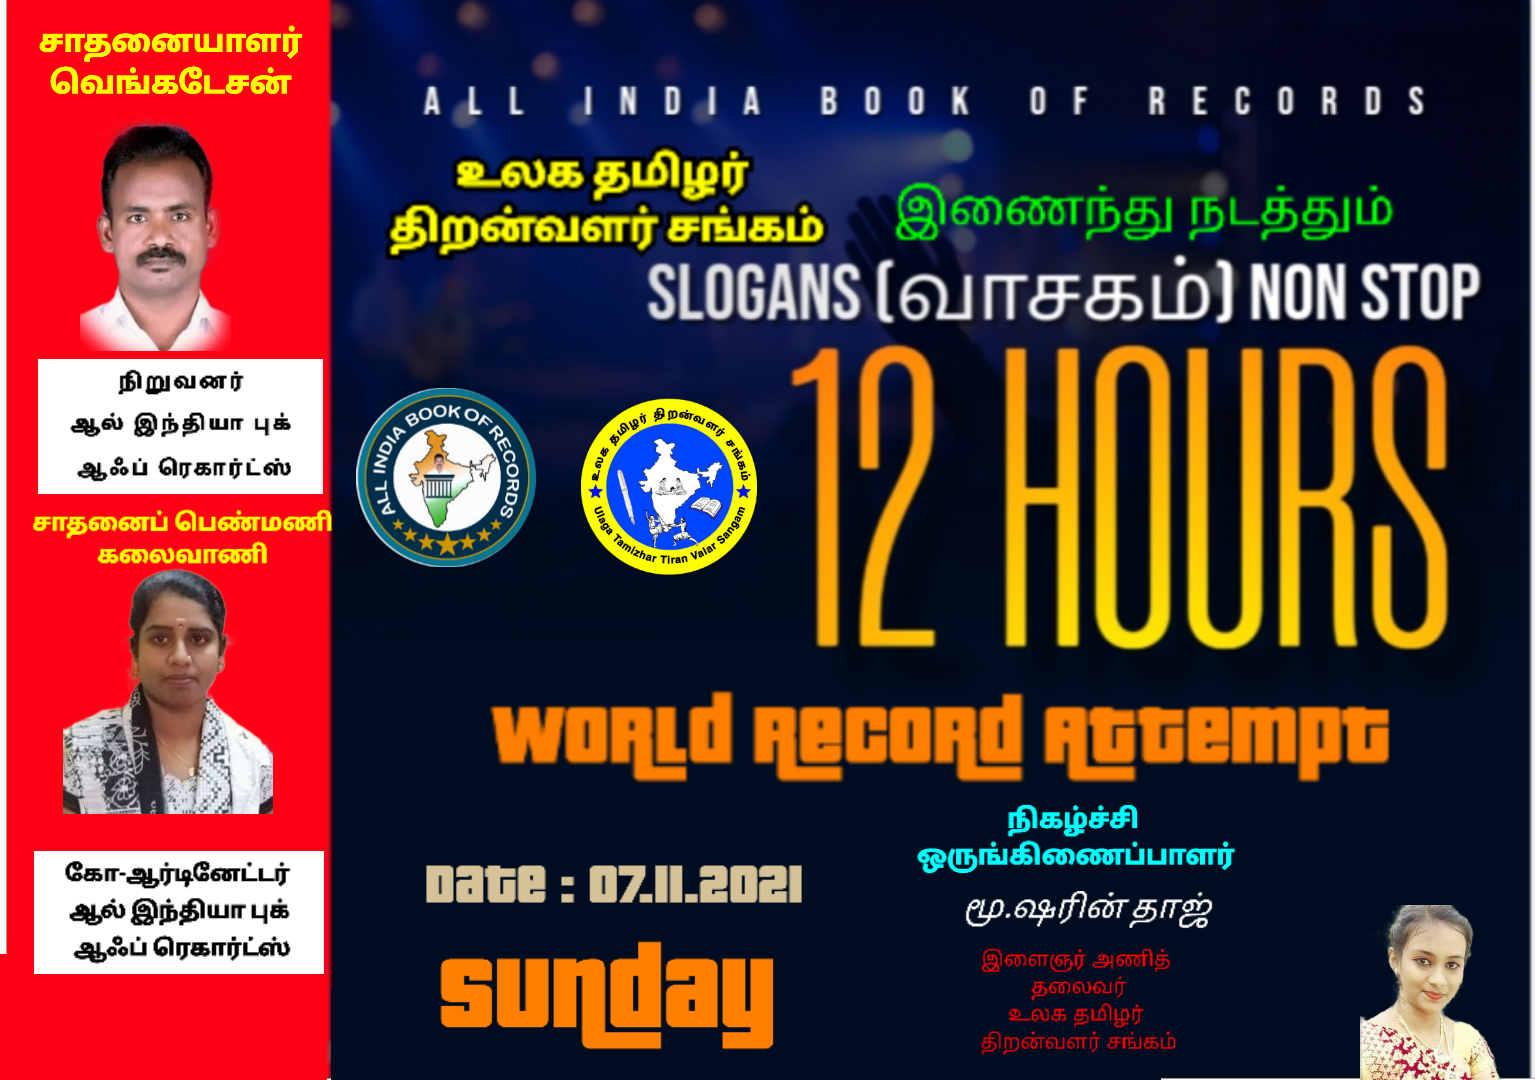 சாதனையாளர்
வெங்கடேசன்
நிறுவனர்
ஆல் இந்தியா புக்
ஆஃப் ரெகார்ட்ஸ்
சாதனைப் பெண்மணி
கலைவாணி
கோ-ஆர்டினேட்டர்
ஆல் இந்தியா புக்
ஆஃப் ரெகார்ட்ஸ்
ALL INDIA BOOK OF RECORDS
உலக தமிழர்
திறன்வளர் சங்கம்
இணைந்து நடத்தும்
SLOGANS (வாசகம்) NON STOP
12 HOURS
ALL INDIA BOOK OF RECORDS
உலக தமிழர் திறன்வளர் சங்கம்
Ulaga Tamizhar Tiran Valar Sangam
World Record Attempt
Date : 07.11.2021
Sunday
நிகழ்ச்சி
ஒருங்கிணைப்பாளர்
மூ.ஷரின் தாஜ்
இளைஞர் அணித்
தலைவர்
உலக தமிழர்
திறன்வளர் சங்கம்